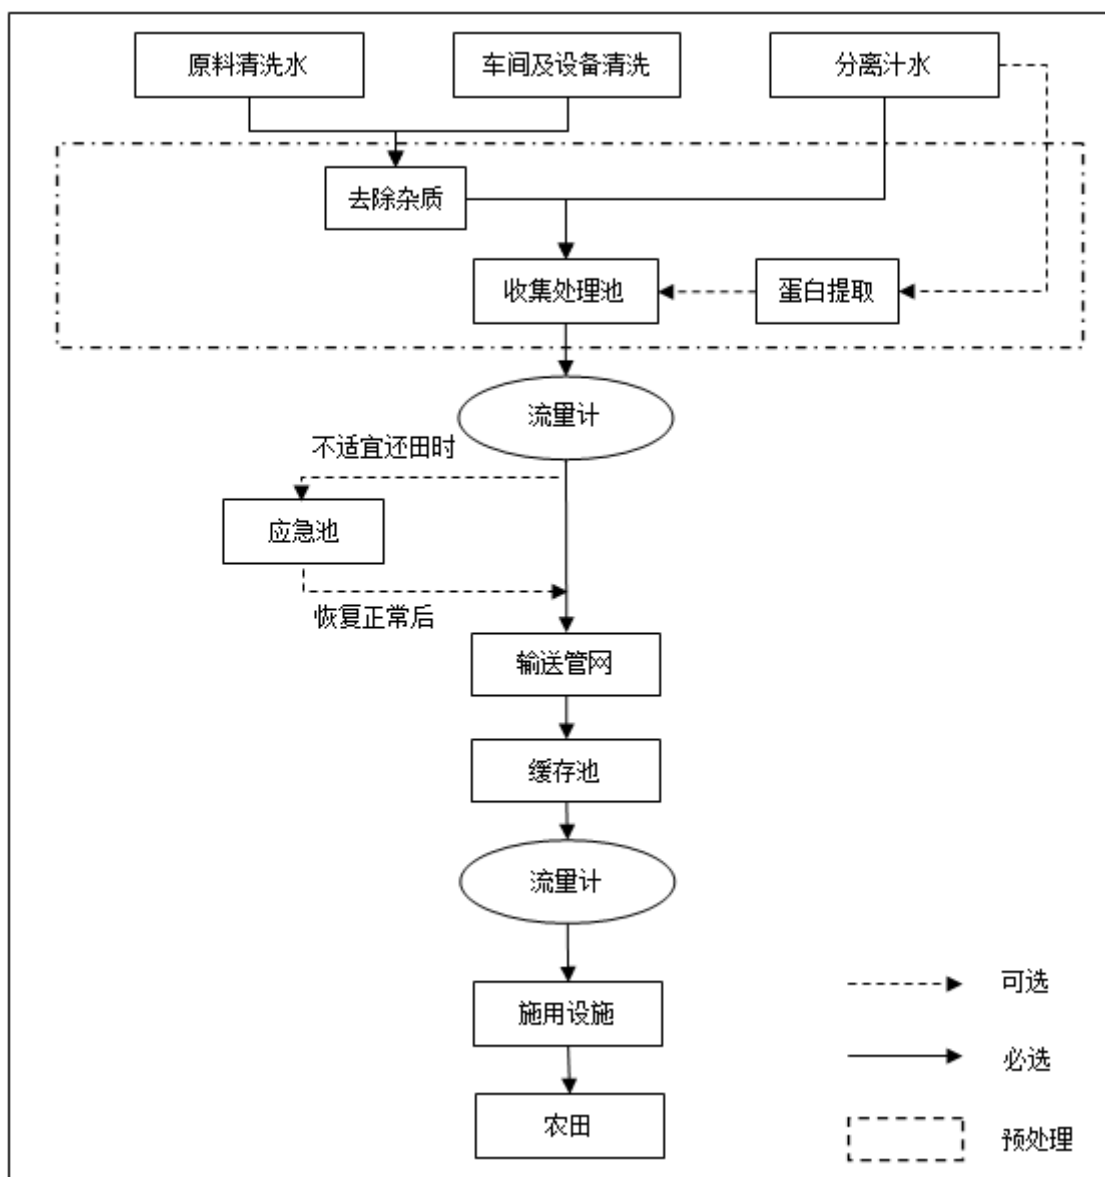 原料清洗水
车间及设备清洗
分离汁水
去除杂质
收集处理池
蛋白提取
流量计
不适宜还田时
应急池
恢复正常后
输送管网
缓存池
流量计
施用设施
可选
必选
农田
预处理